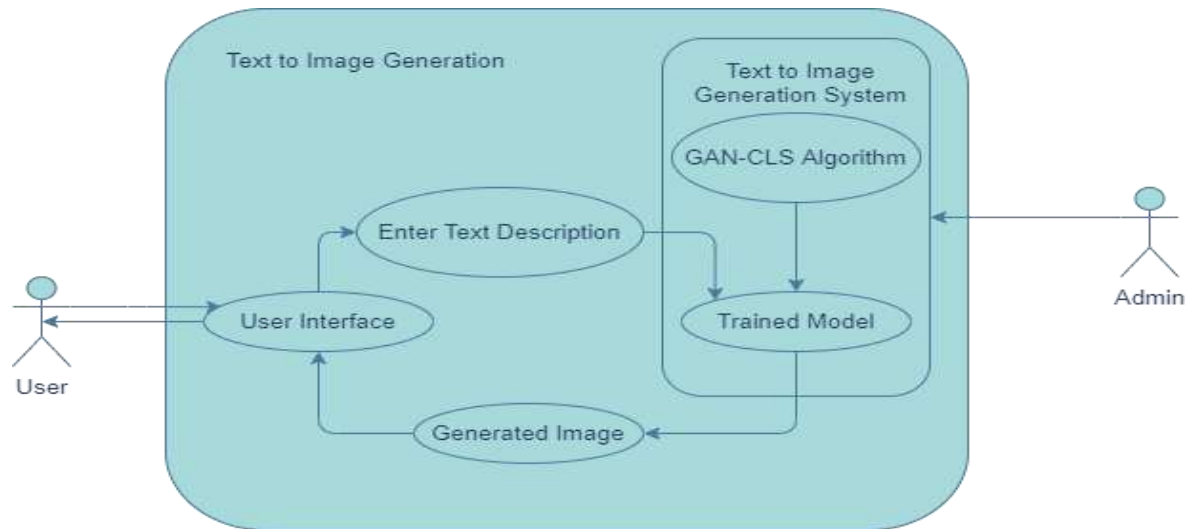 Text to Image Generation
Text to Image
Generation System
GAN-CLS Algorithm
Enter Text Description
User Interface
Trained Model
Generated Image
User
Admin